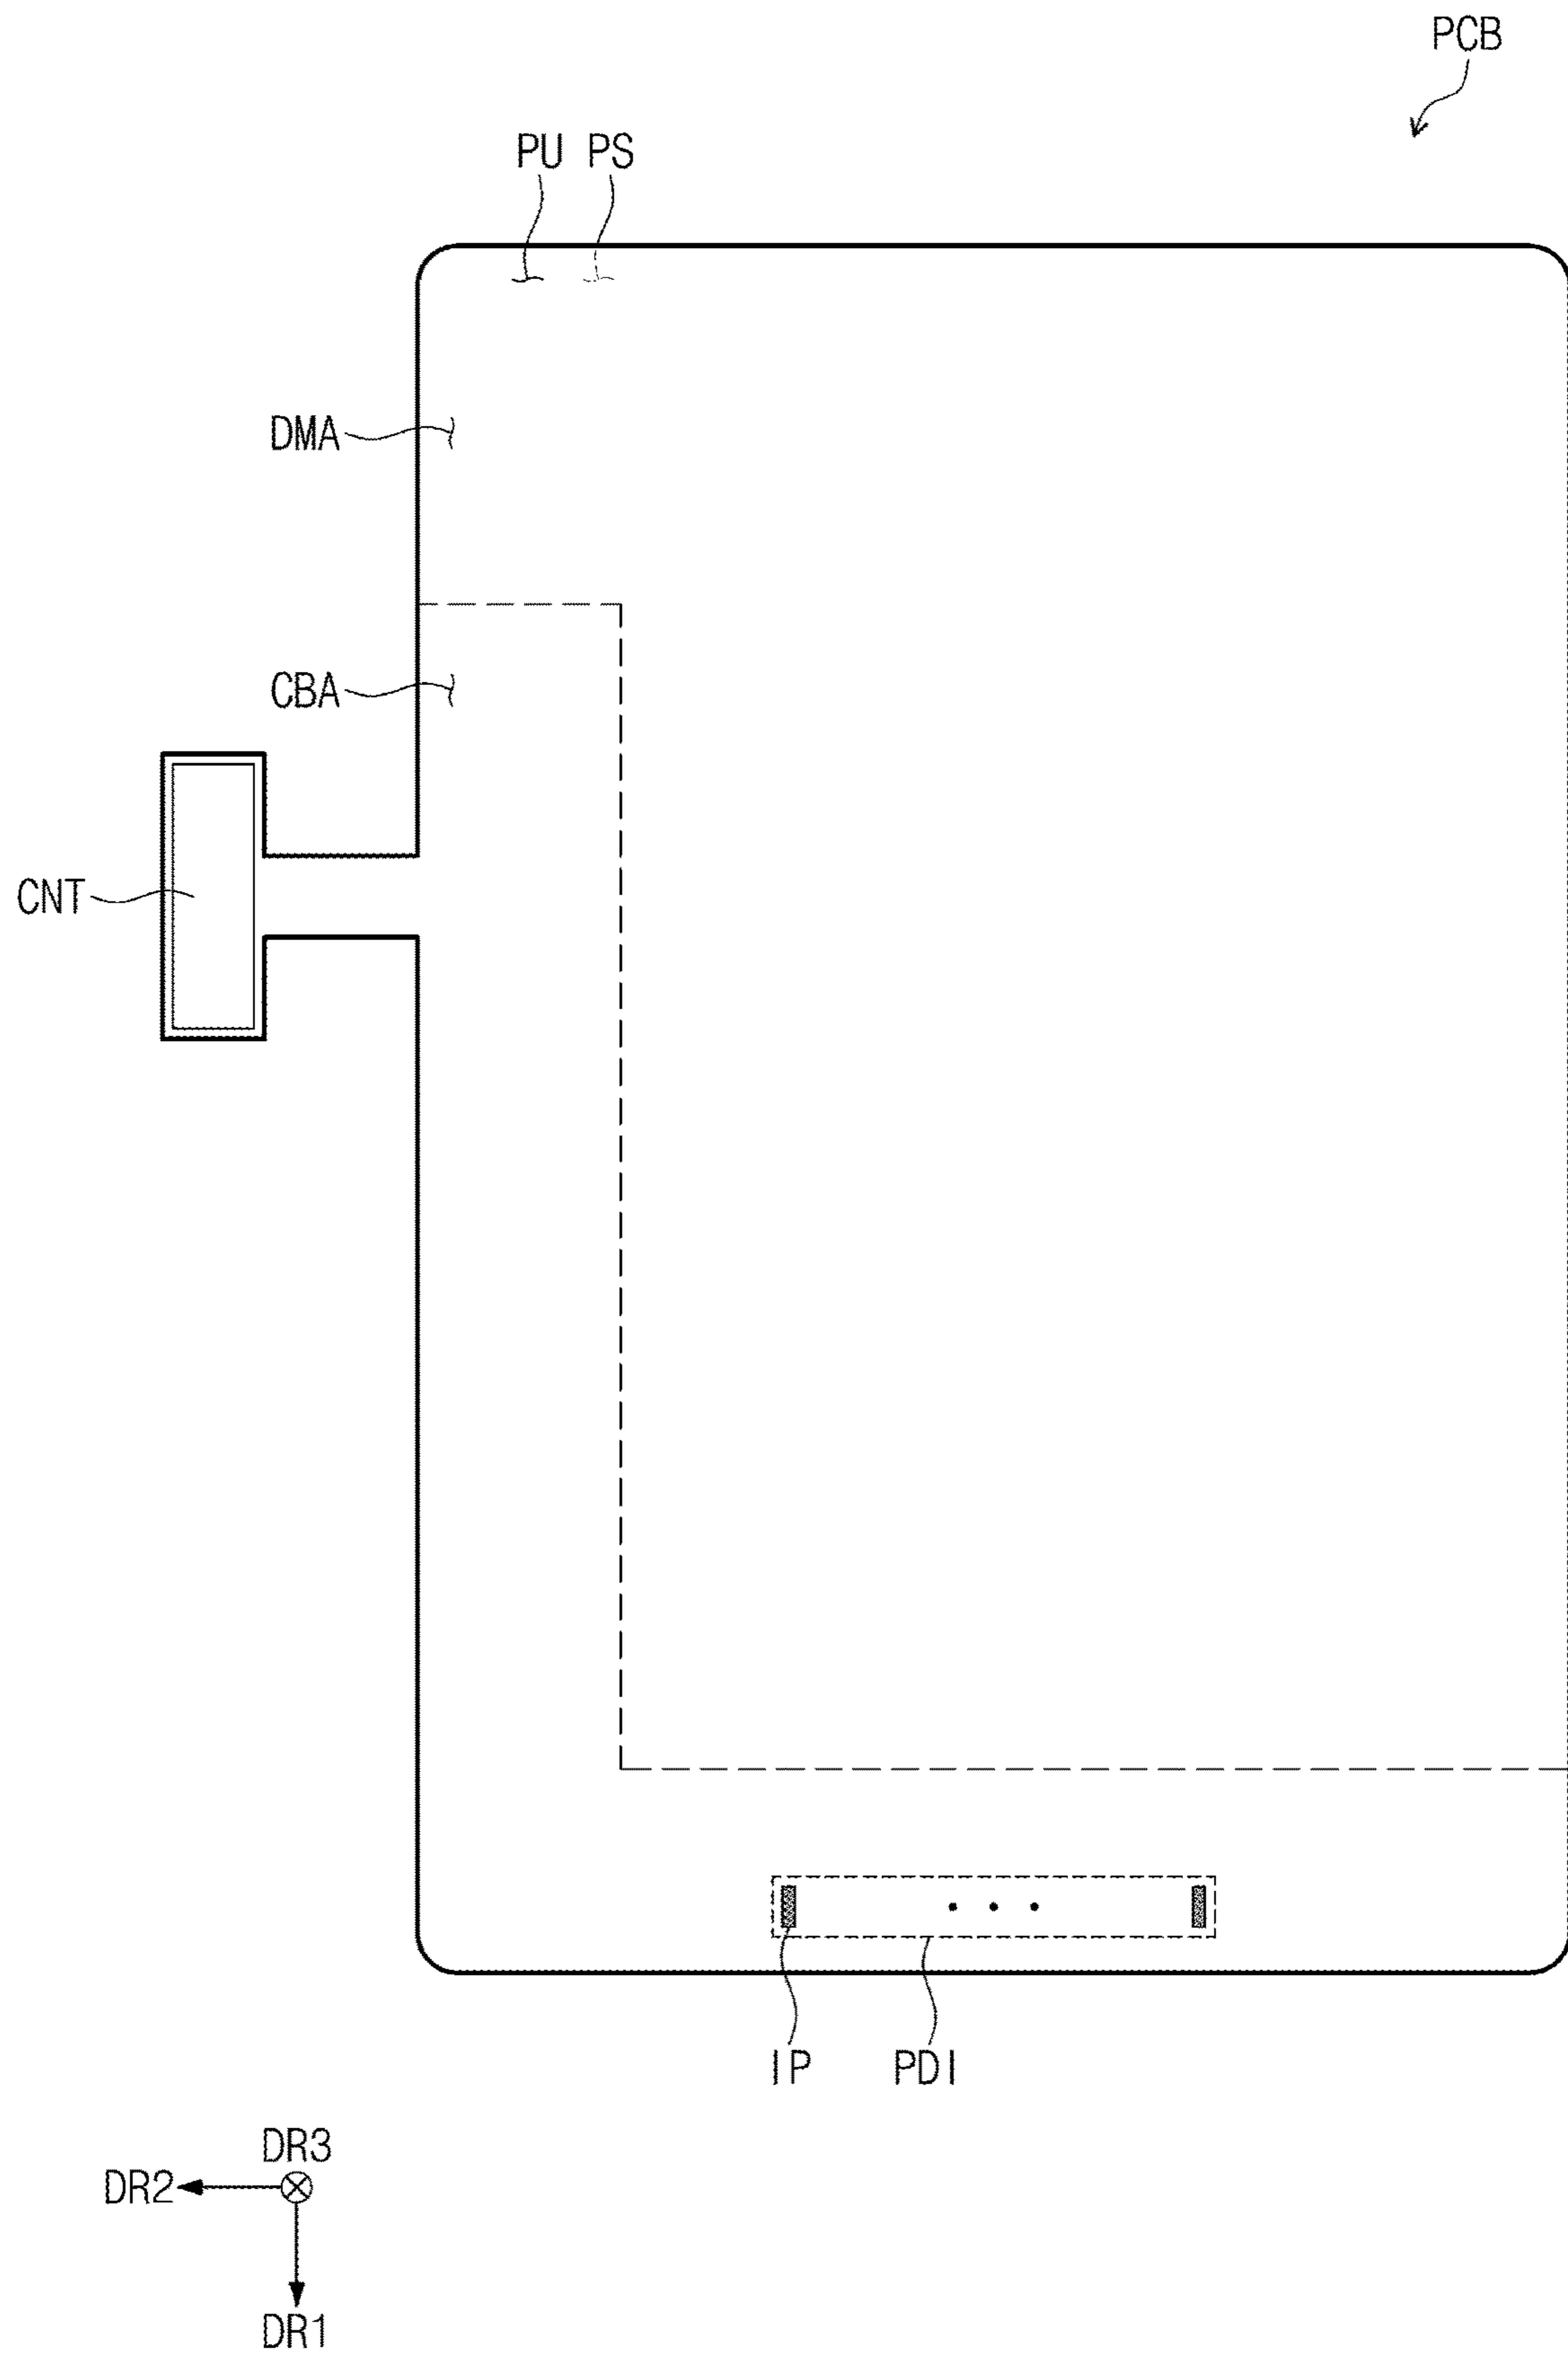 PCB
PU PS
DMA
CBA
CNT
IP PDI
DR3
DR2
DR1